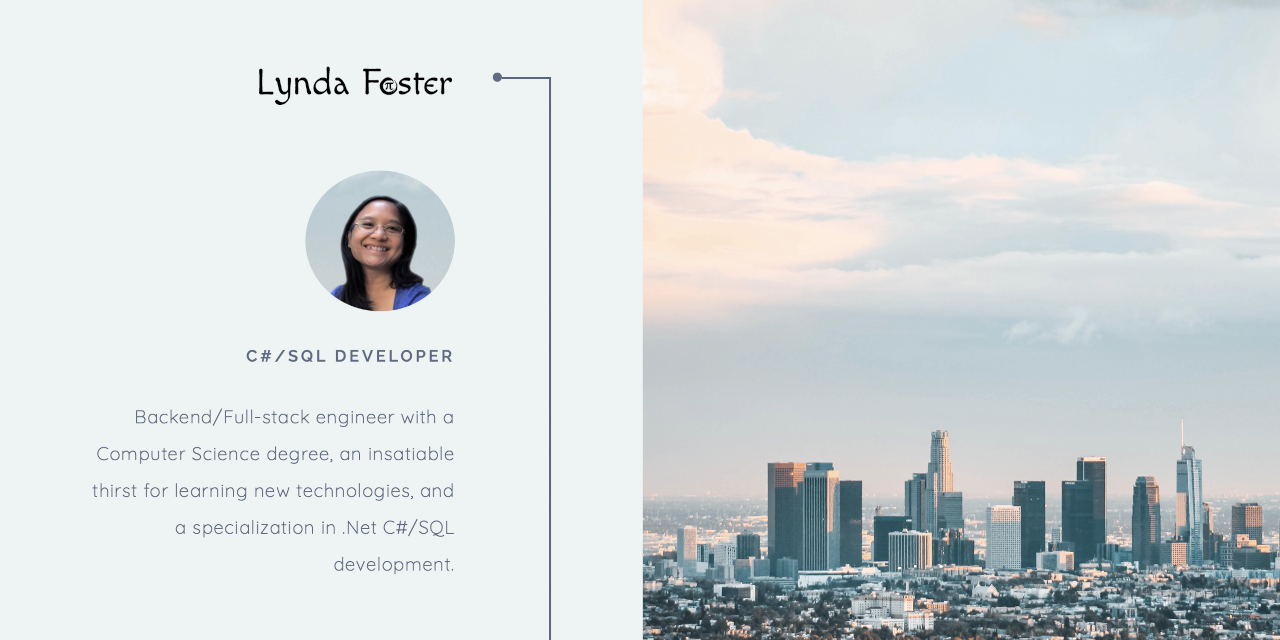 Lynda Foster
C#/SQL DEVELOPER
Backend/Full-stack engineer with a
Computer Science degree, an insatiable
thirst for learning new technologies, and
a specialization in .Net C#/SQL
development.